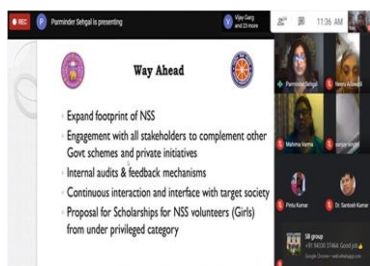 REC
P Parminder Sehgal is presenting
V Vijay Garg
and 23 more
11:36 AM
Way Ahead
Expand footprint of NSS
Engagement with all stakeholders to complement other
Govt schemes and private initiatives
Internal audits & feedback mechanisms
Continuous interaction and interface with target society
Proposal for Scholarships for NSS volunteers (Girls)
from under privileged category
Parminder Sehgal
Mahima Verma
Pintu Kumar
Dr. Santosh Kumar
SB group
Good job